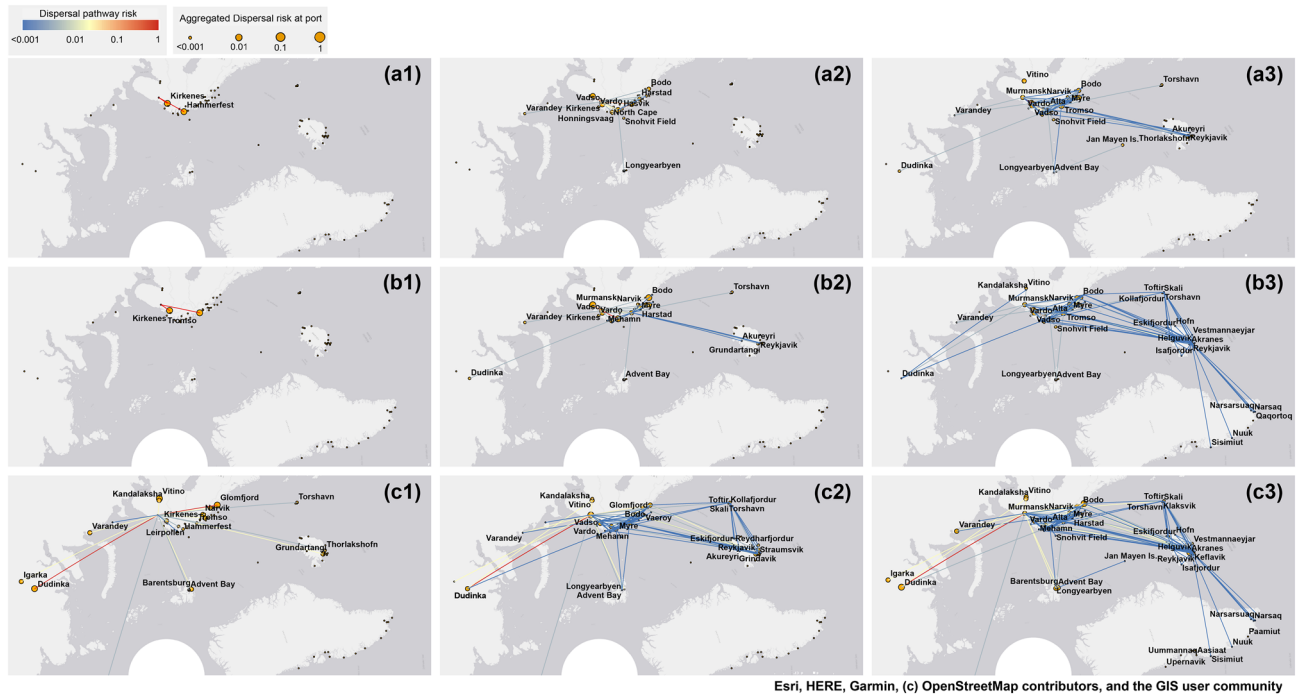 Dispersal pathway risk
<0.001 0.01 0.1 1
Aggregated Dispersal risk at port
<0.001 0.01 0.1 1
(a1)
Kirkenes
Hammerfest
(a2)
Bodo
Harstad
Vadso
Vardo
Hasvik
Varandey
Kirkenes
North Cape
Honningsvaag
Snohvit Field
Longyearbyen
(a3)
Vitino
Torshavn
Bodo
Murmansk
Narvik
Myre
Varandey
Vardo
Alta
Tromso
Vadso
Snohvit Field
Akureyri
Jan Mayen Is.
Thorlakshofn
Reykjavik
Dudinka
Longyearbyen
Advent Bay
(b1)
Kirkenes
Tromso
(b2)
Bodo
Torshavn
Murmansk
Narvik
Vadso
Myre
Vardo
Varandey
Kirkenes
Harstad
Mehamn
Akureyri
Reykjavik
Grundartangi
Dudinka
Advent Bay
(b3)
Vitino
Kandalaksha
Toftir
Skali
Bodo
Kollafjordur
Torshavn
Murmansk
Narvik
Myre
Varandey
Vardo
Alta
Tromso
Vadso
Eskifjordur
Hofn
Snohvit Field
Vestmannaeyjar
Helguvik
Akranes
Reykjavik
Isafjordur
Dudinka
Longyearbyen
Advent Bay
Narsarsuaq
Narsaq
Qaqortoq
Nuuk
Sisimiut
(c1)
Kandalaksha
Vitino
Glomfjord
Torshavn
Narvik
Kirkenes
Varandey
Hammerfest
Leirpollen
Thorlakshofn
Grundartangi
Igarka
Dudinka
Barentsburg
Advent Bay
(c2)
Kandalaksha
Vitino
Glomfjord
Toftir
Kollafjordur
Skali
Torshavn
Bodo
Vaeroy
Vadso
Myre
Vardo
Mehamn
Varandey
Eskifjordur
Reydharfjordur
Reykjavik
Straumsvik
Akureyri
Grindavik
Dudinka
Longyearbyen
Advent Bay
(c3)
Kandalaksha
Vitino
Toftir
Skali
Bodo
Torshavn
Klaksvik
Murmansk
Narvik
Myre
Varandey
Vardo
Alta
Harstad
Mehamn
Snohvit Field
Eskifjordur
Hofn
Vestmannaeyjar
Helguvik
Akranes
Jan Mayen Is.
Reykjavik
Keflavik
Isafjordur
Igarka
Dudinka
Barentsburg
Advent Bay
Longyearbyen
Narsarsuaq
Narsaq
Paamiut
Nuuk
Uummannaq
Aasiaat
Sisimiut
Upernavik
Esri, HERE, Garmin, (c) OpenStreetMap contributors, and the GIS user community